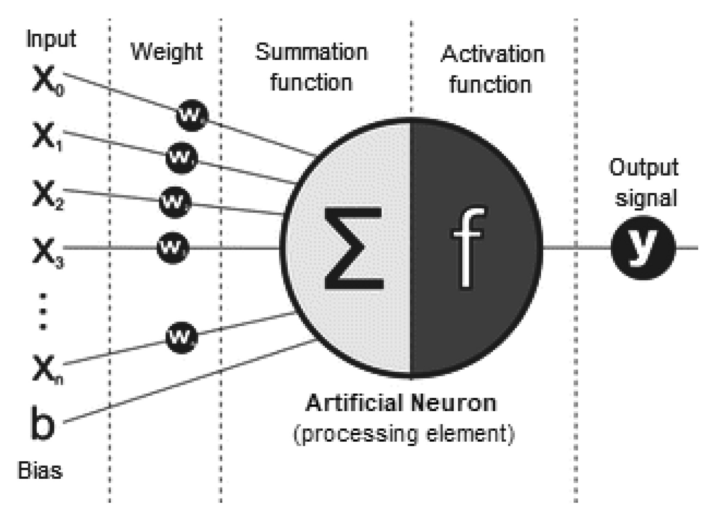 Input
Weight
Summation
function
Activation
function
X0
X1
X2
X3
Xn
b
Bias
W
W
W
W
W
Σ
f
Output
signal
y
Artificial Neuron
(processing element)